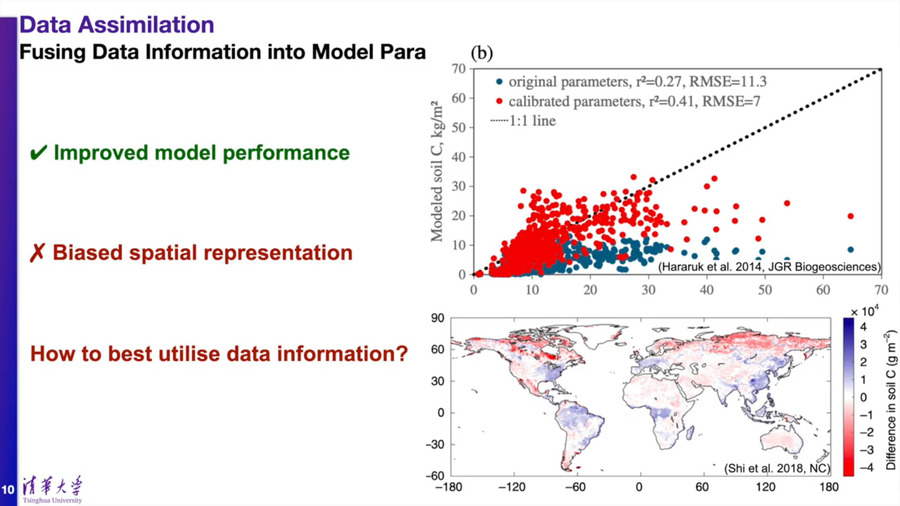 Data Assimilation
Fusing Data Information into Model Para
✔ Improved model performance
✗ Biased spatial representation
How to best utilise data information?
(b)
original parameters, r²=0.27, RMSE=11.3
calibrated parameters, r²=0.41, RMSE=7
1:1 line
Modeled soil C, kg/m²
70
60
50
40
30
20
10
0
0 10 20 30 40 50 60 70
(Hararuk et al. 2014, JGR Biogeosciences)
90
60
30
0
−30
−60
−180 −120 −60 0 60 120 180
(Shi et al. 2018, NC)
× 10⁴
4
3
2
1
0
−1
−2
−3
−4
Difference in soil C (g m⁻²)
10
清華大学
Tsinghua University